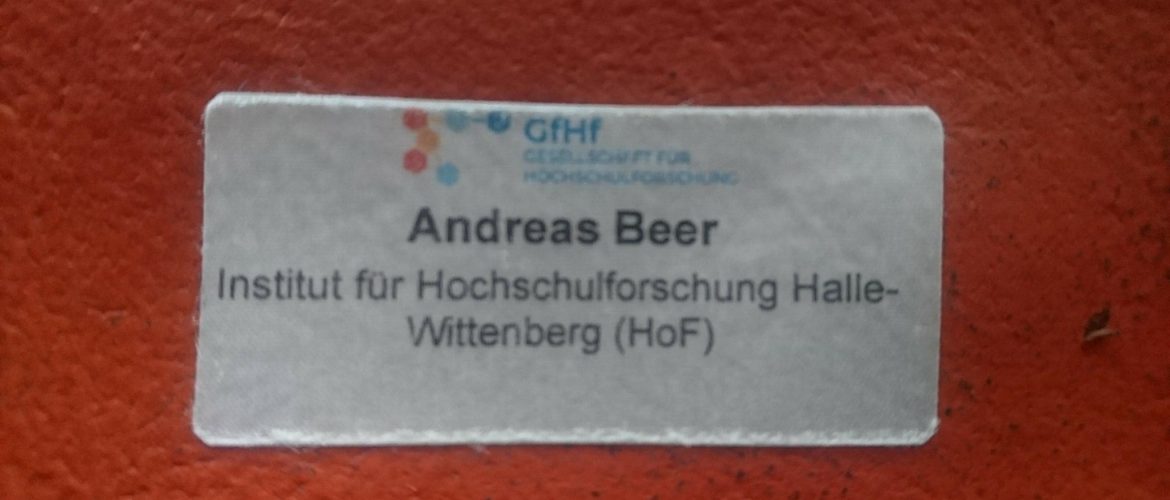 GfHf
GESELLSCHAFT FÜR
HOCHSCHULFORSCHUNG
Andreas Beer
Institut für Hochschulforschung Halle-
Wittenberg (HoF)